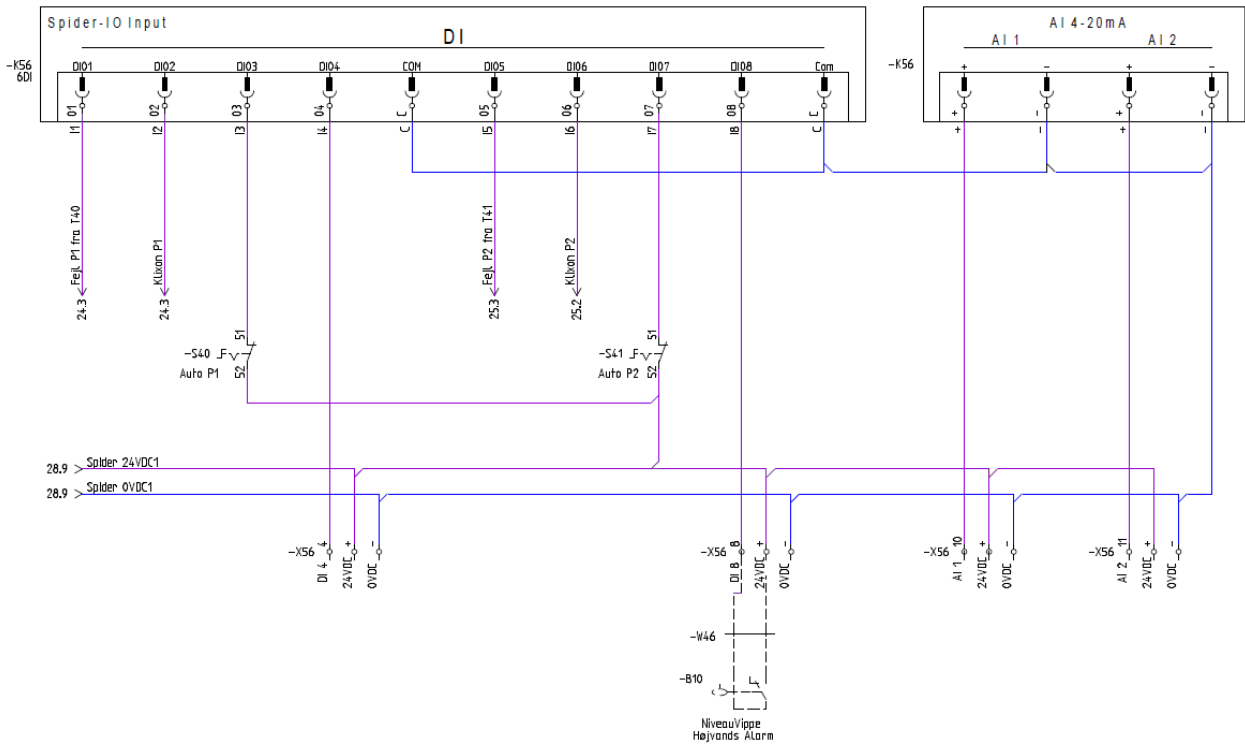 Spider-IO Input
AI 4-20mA
DI
AI 1 AI 2
-K56
6DI
DI01 DI02 DI03 DI04 COM DI05 DI06 DI07 DI08 Com
-K56
+ - + -
01 02 03 04 C 05 06 07 08 C
+ - + -
I1 I2 I3 I4 C I5 I6 I7 I8 C
+ - + -
Fejl P1 fra T40
Klixon P1
Fejl P2 fra T41
Klixon P2
24.3
24.3
25.3
25.2
51
-S40
52
Auto P1
51
-S41
52
Auto P2
28.9 Spider 24VDC1
28.9 Spider 0VDC1
-X56 4 + -
DI 4 24VDC 0VDC
-X56 8 + -
DI 8 24VDC 0VDC
-X56 10 + -
AI 1 24VDC 0VDC
-X56 11 + -
AI 2 24VDC 0VDC
-W46
-B10
NiveauVippe
Højvands Alarm